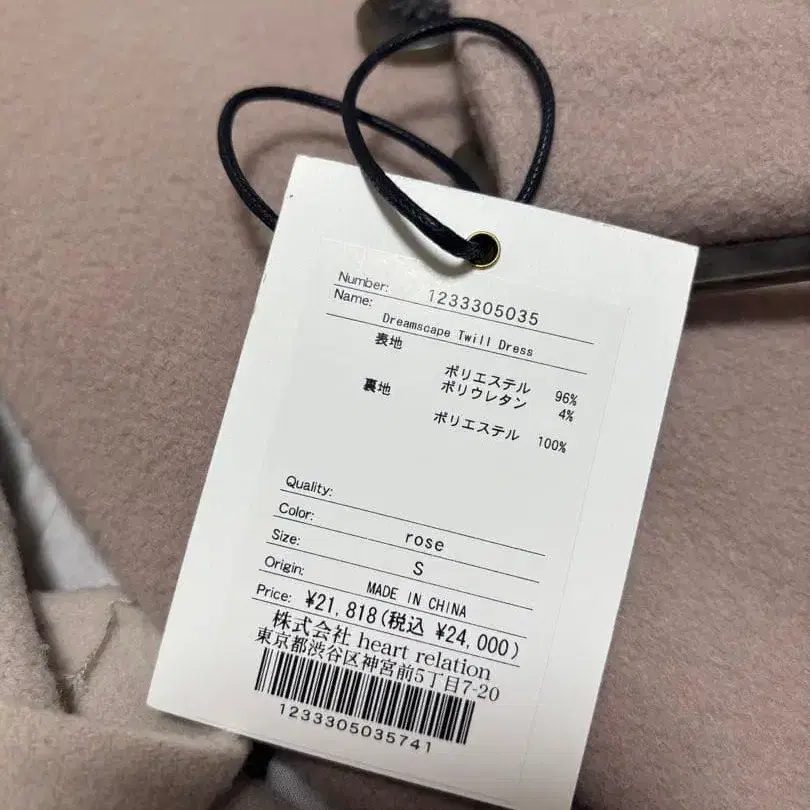 Number: 1233305035
Name: Dreamscape Twill Dress
表地
ポリエステル 96%
ポリウレタン 4%
裏地
ポリエステル 100%
Quality:
Color: rose
Size: S
Origin: MADE IN CHINA
Price: ¥21,818(税込 ¥24,000)
株式会社 heart relation
東京都渋谷区神宮前5丁目7-20
1233305035741